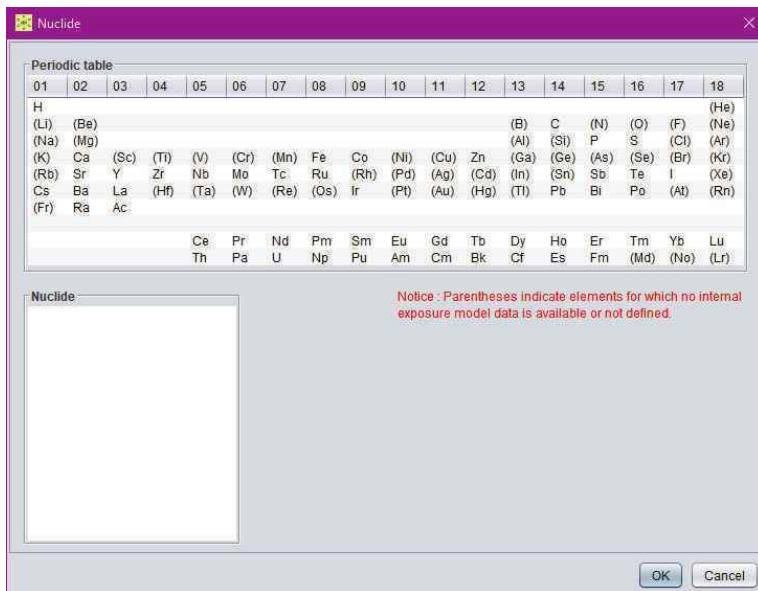 Nuclide
Periodic table
01 02 03 04 05 06 07 08 09 10 11 12 13 14 15 16 17 18
H (He)
(Li) (Be) (B) C (N) (O) (F) (Ne)
(Na) (Mg) (Al) (Si) P S (Cl) (Ar)
(K) Ca (Sc) (Ti) (V) (Cr) (Mn) Fe Co (Ni) (Cu) Zn (Ga) (Ge) (As) (Se) (Br) (Kr)
(Rb) Sr Y Zr Nb Mo Tc Ru (Rh) (Pd) (Ag) (Cd) (In) (Sn) Sb Te I (Xe)
Cs Ba La (Hf) (Ta) (W) (Re) (Os) Ir (Pt) (Au) (Hg) (Tl) Pb Bi Po (At) (Rn)
(Fr) Ra Ac
Ce Pr Nd Pm Sm Eu Gd Tb Dy Ho Er Tm Yb Lu
Th Pa U Np Pu Am Cm Bk Cf Es Fm (Md) (No) (Lr)
Nuclide
Notice : Parentheses indicate elements for which no internal
exposure model data is available or not defined.
OK Cancel